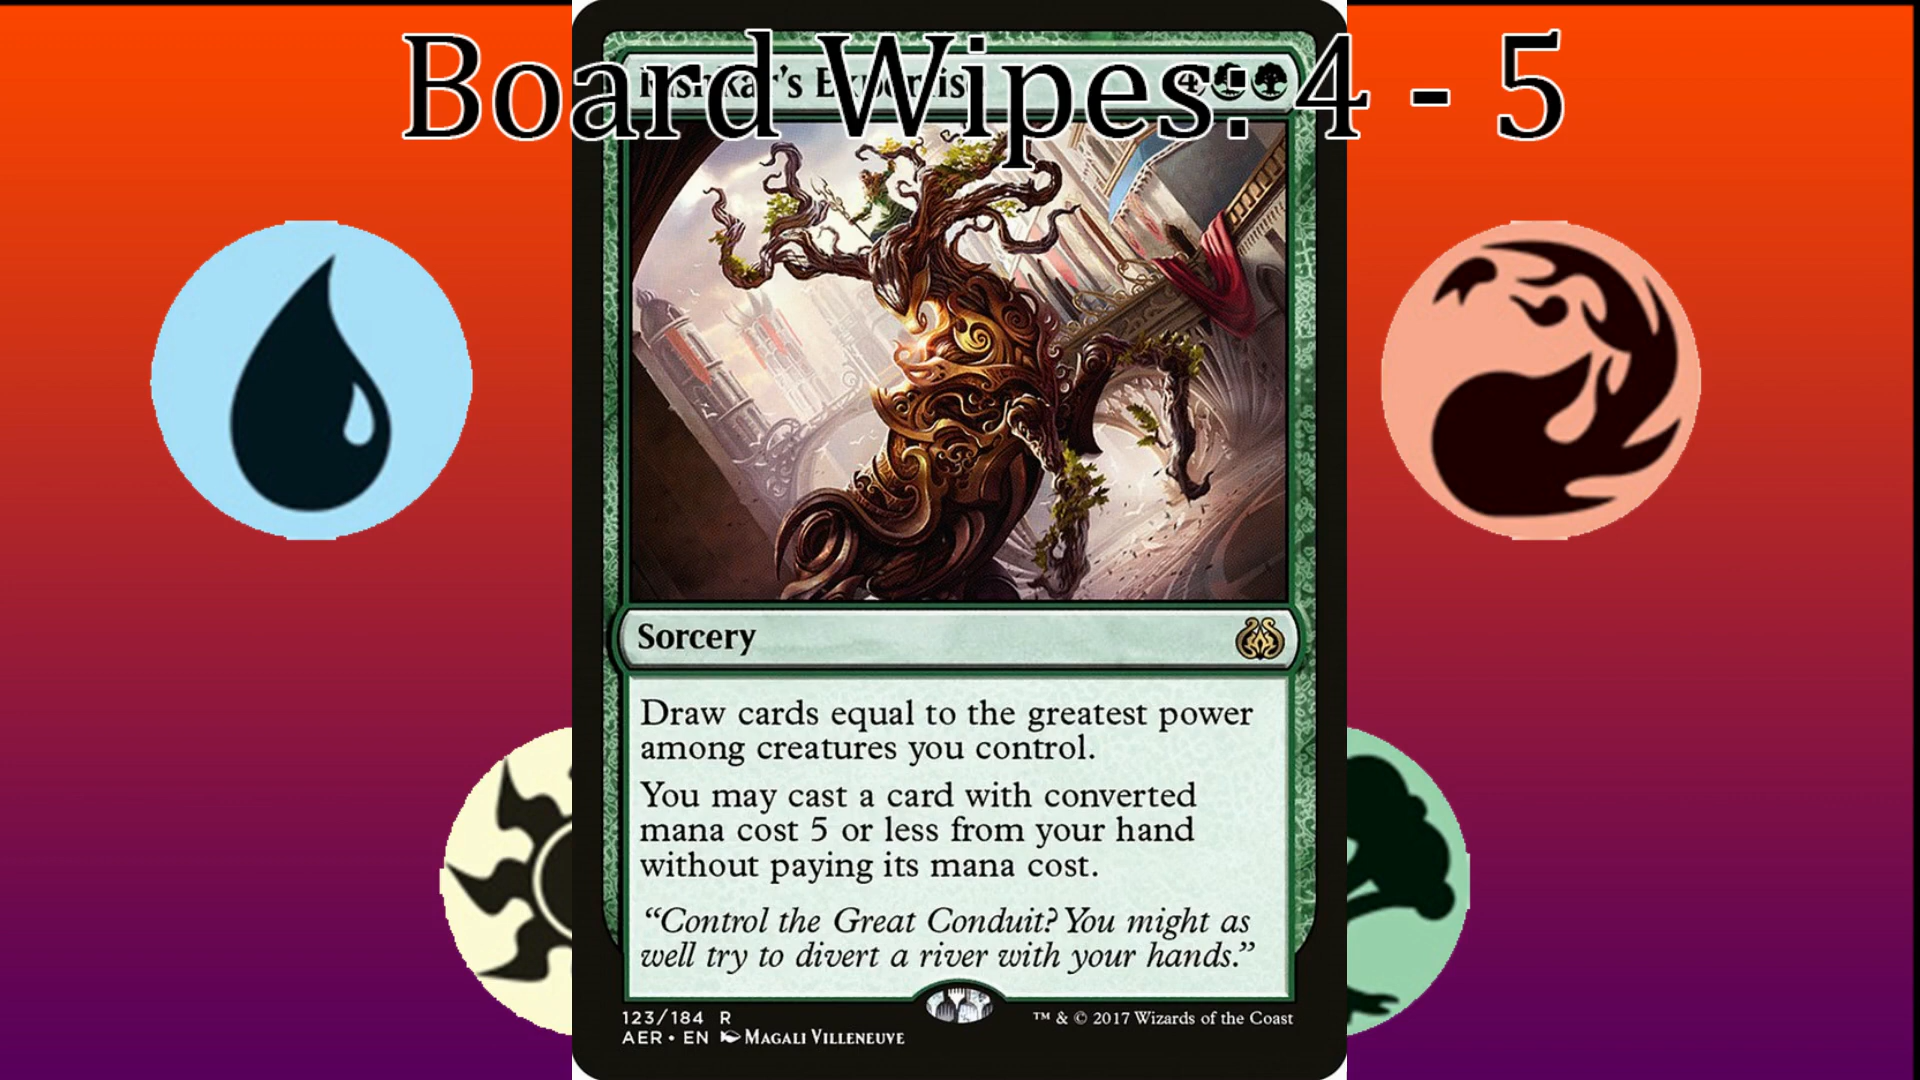 Board Wipes: 4 - 5
Rishkar's Expertise
4
Sorcery
Draw cards equal to the greatest power
among creatures you control.
You may cast a card with converted
mana cost 5 or less from your hand
without paying its mana cost.
“Control the Great Conduit? You might as
well try to divert a river with your hands.”
123/184 R
AER • EN MAGALI VILLENEUVE
™ & © 2017 Wizards of the Coast